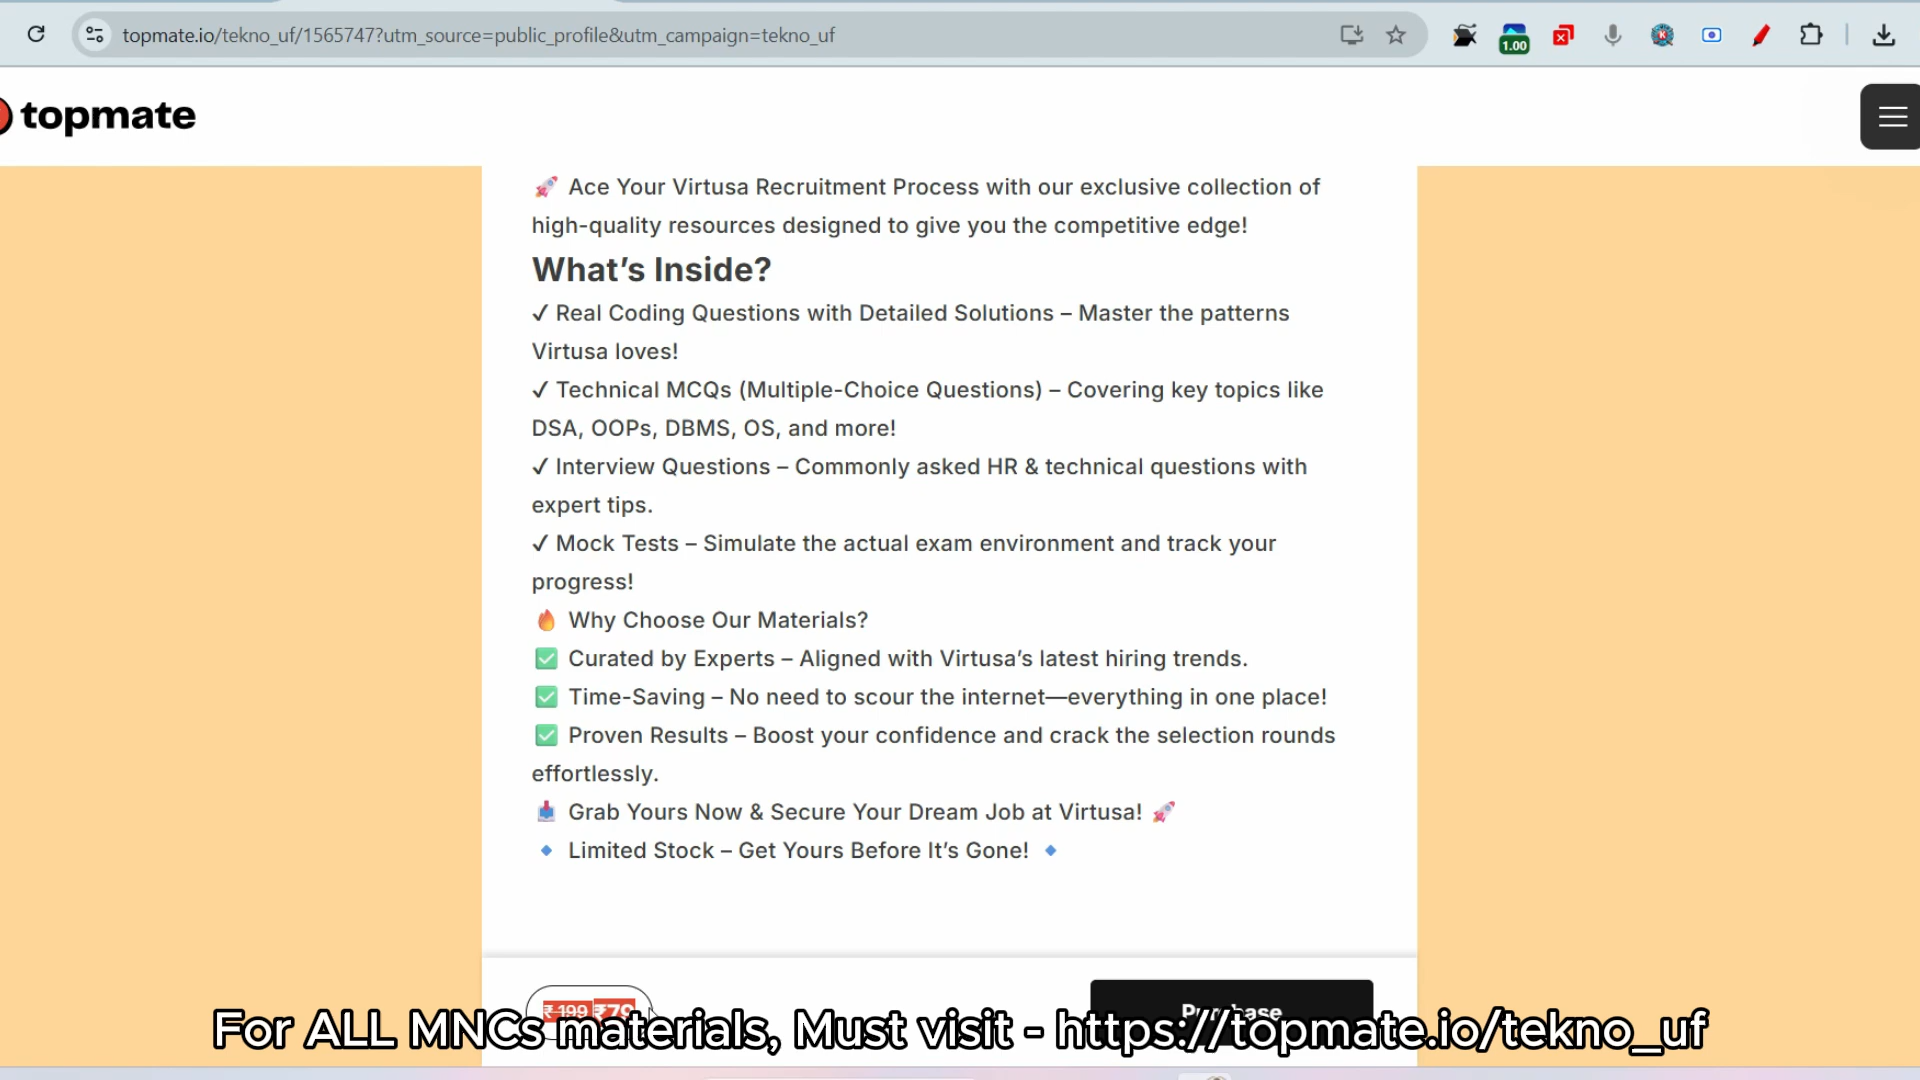 topmate.io/tekno_uf/1565747?utm_source=public_profile&utm_campaign=tekno_uf
1.00
topmate
🚀 Ace Your Virtusa Recruitment Process with our exclusive collection of
high-quality resources designed to give you the competitive edge!
What's Inside?
✓ Real Coding Questions with Detailed Solutions – Master the patterns
Virtusa loves!
✓ Technical MCQs (Multiple-Choice Questions) – Covering key topics like
DSA, OOPs, DBMS, OS, and more!
✓ Interview Questions – Commonly asked HR & technical questions with
expert tips.
✓ Mock Tests – Simulate the actual exam environment and track your
progress!
🔥 Why Choose Our Materials?
✅ Curated by Experts – Aligned with Virtusa's latest hiring trends.
✅ Time-Saving – No need to scour the internet—everything in one place!
✅ Proven Results – Boost your confidence and crack the selection rounds
effortlessly.
📥 Grab Yours Now & Secure Your Dream Job at Virtusa! 🚀
🔹 Limited Stock – Get Yours Before It's Gone! 🔹
₹199 ₹79
Purchase
For ALL MNCs materials, Must visit - https://topmate.io/tekno_uf